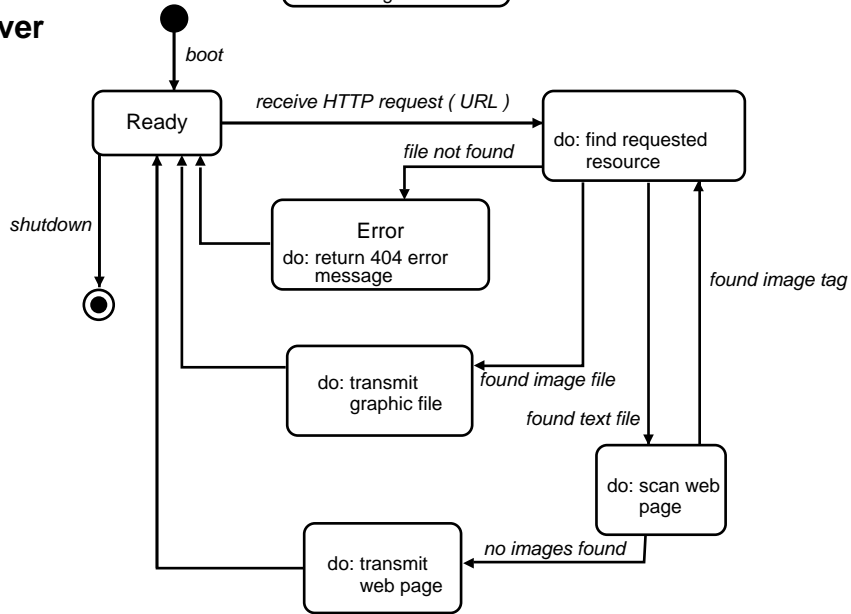 ver
boot
receive HTTP request ( URL )
Ready
do: find requested
resource
file not found
shutdown
Error
do: return 404 error
message
found image tag
do: transmit
graphic file
found image file
found text file
do: scan web
page
no images found
do: transmit
web page